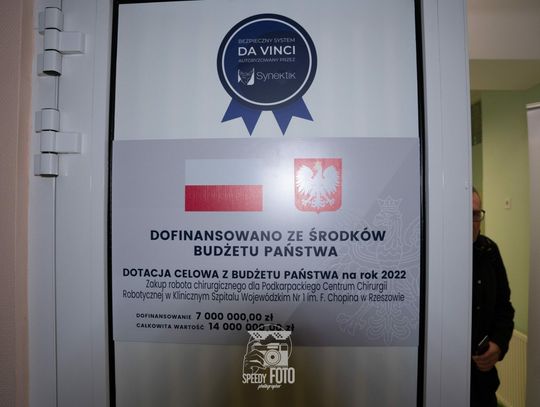 BEZPIECZNY SYSTEM
DA VINCI
AUTORYZOWANY PRZEZ
Synektik
DOFINANSOWANO ZE ŚRODKÓW
BUDŻETU PAŃSTWA
DOTACJA CELOWA Z BUDŻETU PAŃSTWA na rok 2022
Zakup robota chirurgicznego dla Podkarpackiego Centrum Chirurgii
Robotycznej w Klinicznym Szpitalu Wojewódzkim Nr 1 im. F. Chopina w Rzeszowie
DOFINANSOWANIE 7 000 000,00 zł
CAŁKOWITA WARTOŚĆ 14 000 000,00 zł
SPEEDY FOTO
photographer